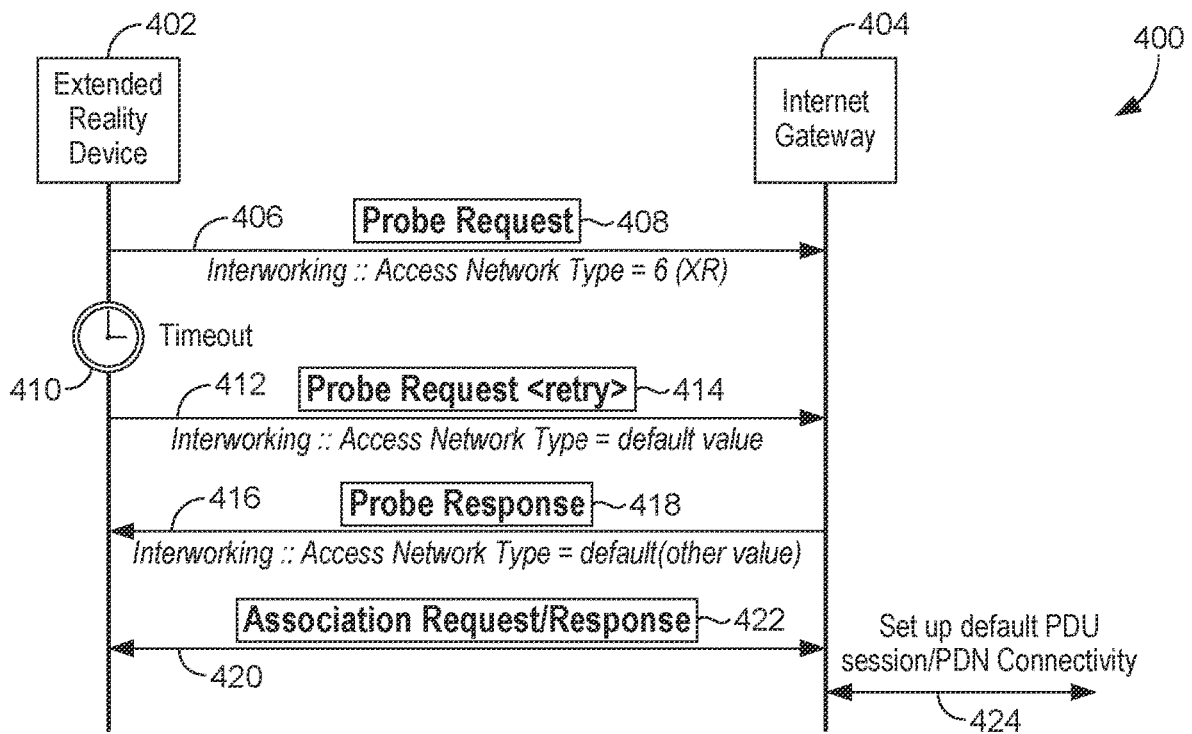 402
404
400
Extended
Reality
Device
Internet
Gateway
406
Probe Request
408
Interworking :: Access Network Type = 6 (XR)
Timeout
410
412
Probe Request <retry>
414
Interworking :: Access Network Type = default value
416
Probe Response
418
Interworking :: Access Network Type = default(other value)
Association Request/Response
422
420
Set up default PDU
session/PDN Connectivity
424